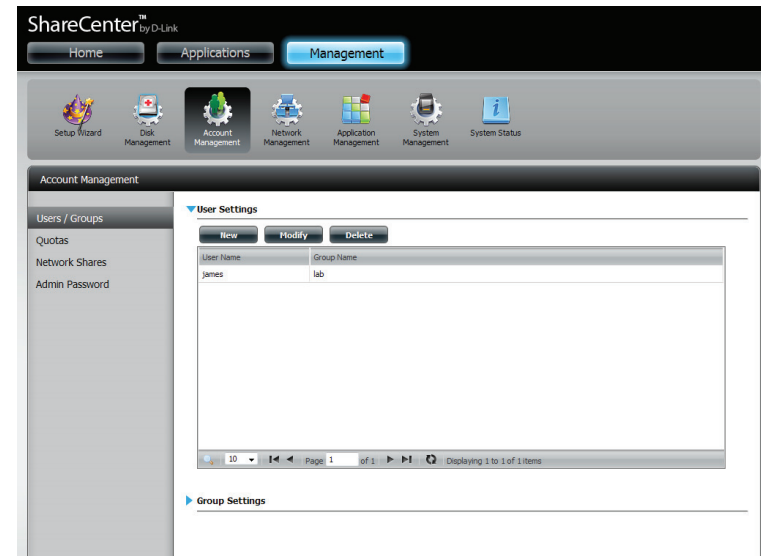 ShareCenter™ by D-Link
Home Applications Management
Setup Wizard
Disk Management
Account Management
Network Management
Application Management
System Management
System Status
Account Management
Users / Groups
Quotas
Network Shares
Admin Password
User Settings
New Modify Delete
User Name Group Name
james lab
10 Page 1 of 1 Displaying 1 to 1 of 1 items
Group Settings